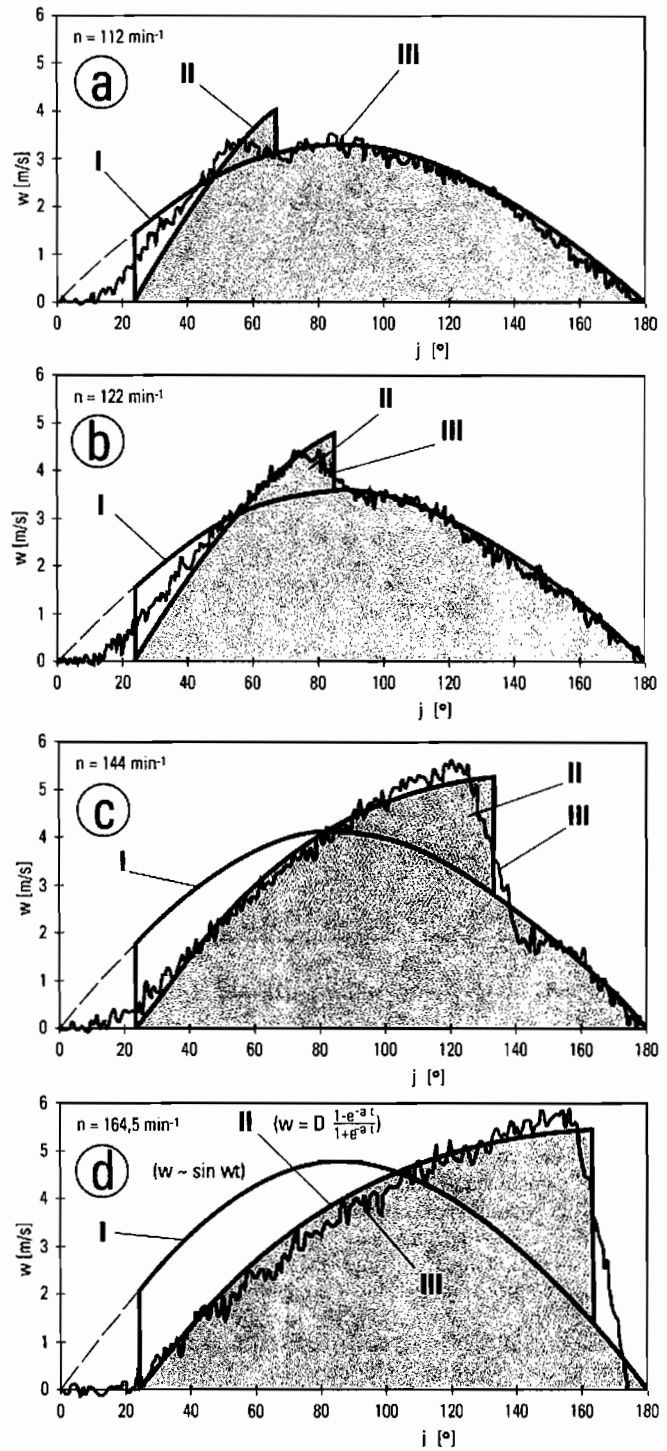 n = 112 min⁻¹
a
I
II
III
w [m/s]
6
5
4
3
2
1
0
0 20 40 60 80 100 120 140 160 180
j [°]
n = 122 min⁻¹
b
I
II
III
w [m/s]
6
5
4
3
2
1
0
0 20 40 60 80 100 120 140 160 180
j [°]
n = 144 min⁻¹
c
I
II
III
w [m/s]
6
5
4
3
2
1
0
0 20 40 60 80 100 120 140 160 180
j [°]
n = 164,5 min⁻¹
II (w = D (1-e^-a t)/(1+e^-a t))
d
(w ~ sin wt)
I
III
w [m/s]
6
5
4
3
2
1
0
0 20 40 60 80 100 120 140 160 180
j [°]